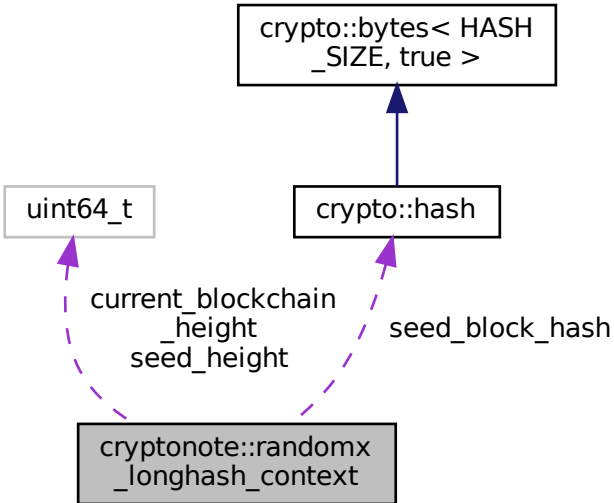 crypto::bytes< HASH
_SIZE, true >
uint64_t
crypto::hash
current_blockchain
_height
seed_height
seed_block_hash
cryptonote::randomx
_longhash_context